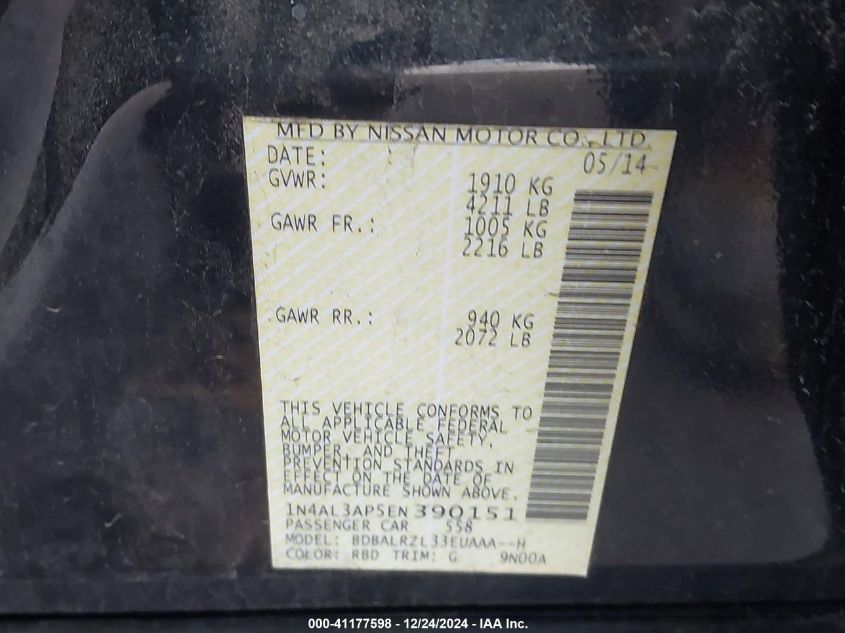 MFD BY NISSAN MOTOR CO., LTD.
DATE: 05/14
GVWR: 1910 KG
4211 LB
GAWR FR.: 1005 KG
2216 LB
GAWR RR.: 940 KG
2072 LB
THIS VEHICLE CONFORMS TO
ALL APPLICABLE FEDERAL
MOTOR VEHICLE SAFETY,
BUMPER, AND THEFT
PREVENTION STANDARDS IN
EFFECT ON THE DATE OF
MANUFACTURE SHOWN ABOVE.
1N4AL3AP5EN390151
PASSENGER CAR 558
MODEL: BDBALRZL33EUAAA--H
COLOR: RBD TRIM: G 9N00A
000-41177598 - 12/24/2024 - IAA Inc.